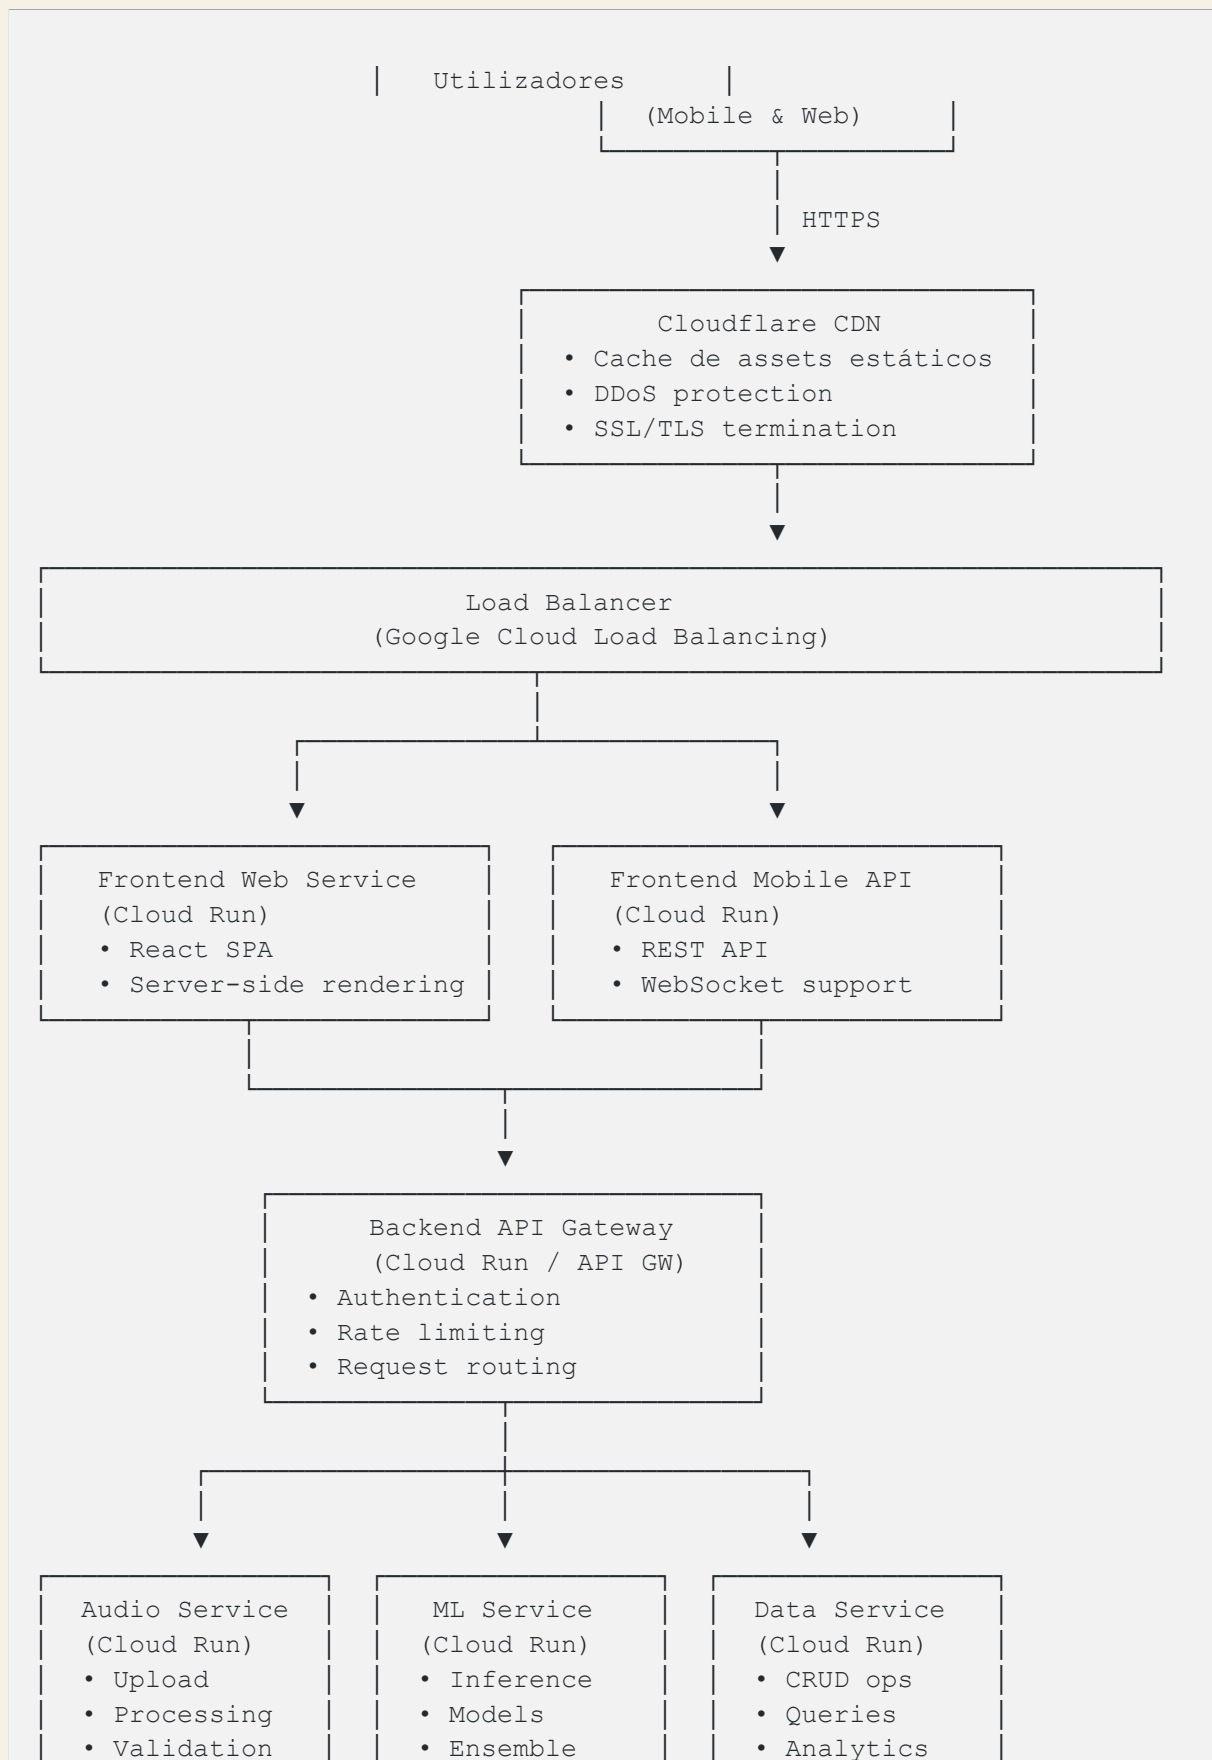 Utilizadores
(Mobile & Web)
HTTPS
Cloudflare CDN
• Cache de assets estáticos
• DDoS protection
• SSL/TLS termination
Load Balancer
(Google Cloud Load Balancing)
Frontend Web Service
(Cloud Run)
• React SPA
• Server-side rendering
Frontend Mobile API
(Cloud Run)
• REST API
• WebSocket support
Backend API Gateway
(Cloud Run / API GW)
• Authentication
• Rate limiting
• Request routing
Audio Service
(Cloud Run)
• Upload
• Processing
• Validation
ML Service
(Cloud Run)
• Inference
• Models
• Ensemble
Data Service
(Cloud Run)
• CRUD ops
• Queries
• Analytics